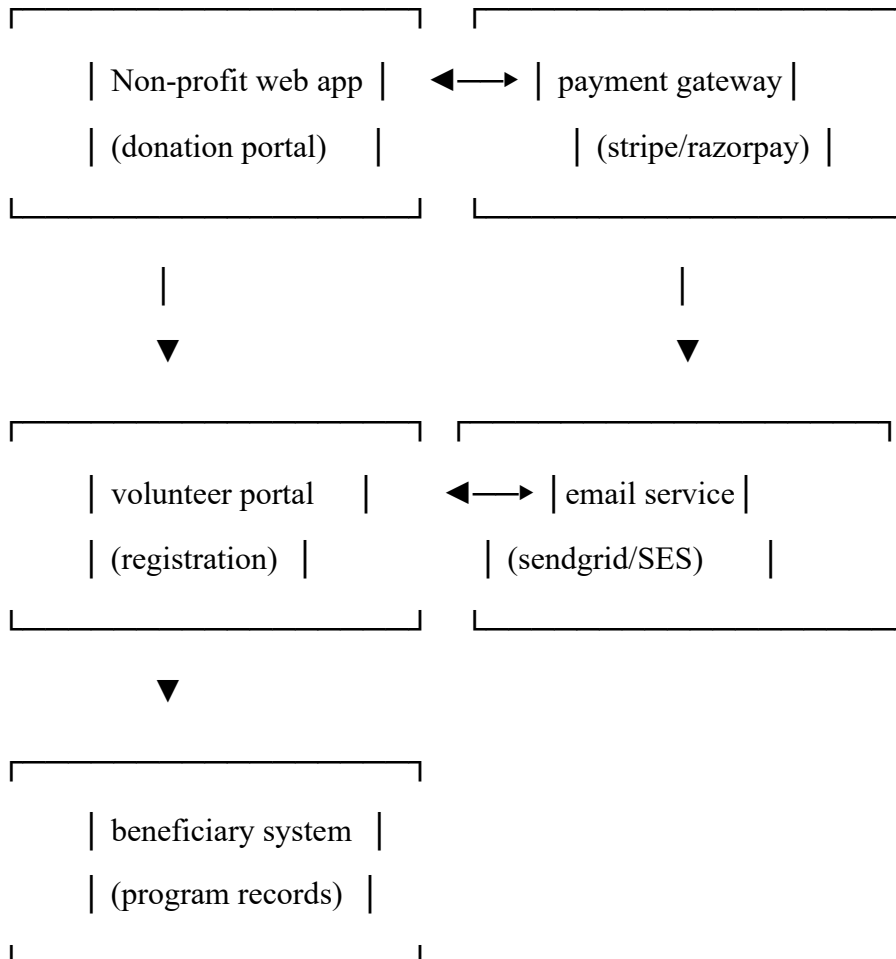 Non-profit web app
payment gateway
(donation portal)
(stripe/razorpay)
volunteer portal
email service
(registration)
(sendgrid/SES)
beneficiary system
(program records)